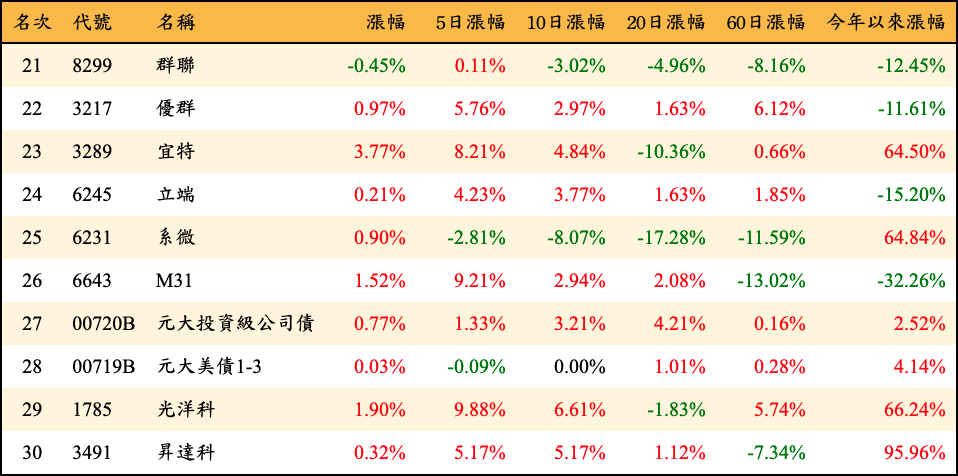 名次 代號 名稱 漲幅 5日漲幅 10日漲幅 20日漲幅 60日漲幅 今年以來漲幅
21 8299 群聯 -0.45% 0.11% -3.02% -4.96% -8.16% -12.45%
22 3217 優群 0.97% 5.76% 2.97% 1.63% 6.12% -11.61%
23 3289 宜特 3.77% 8.21% 4.84% -10.36% 0.66% 64.50%
24 6245 立端 0.21% 4.23% 3.77% 1.63% 1.85% -15.20%
25 6231 系微 0.90% -2.81% -8.07% -17.28% -11.59% 64.84%
26 6643 M31 1.52% 9.21% 2.94% 2.08% -13.02% -32.26%
27 00720B 元大投資級公司債 0.77% 1.33% 3.21% 4.21% 0.16% 2.52%
28 00719B 元大美債1-3 0.03% -0.09% 0.00% 1.01% 0.28% 4.14%
29 1785 光洋科 1.90% 9.88% 6.61% -1.83% 5.74% 66.24%
30 3491 昇達科 0.32% 5.17% 5.17% 1.12% -7.34% 95.96%